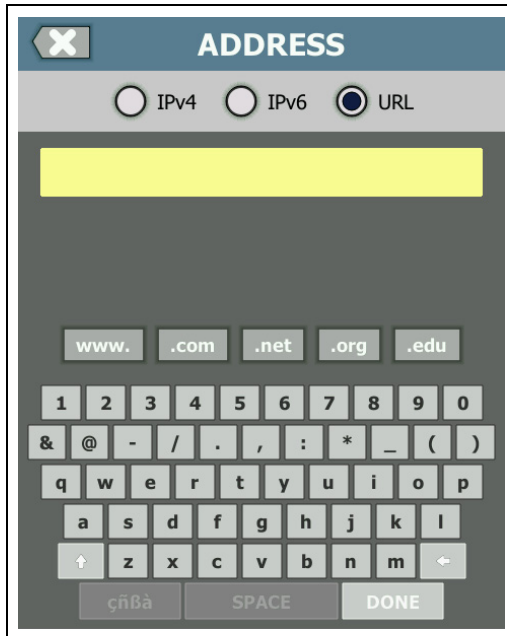 ADDRESS
IPv4 IPv6 URL
www. .com .net .org .edu
1 2 3 4 5 6 7 8 9 0
& @ - / . , : * _ ( )
q w e r t y u i o p
a s d f g h j k l
z x c v b n m
çñßà SPACE DONE